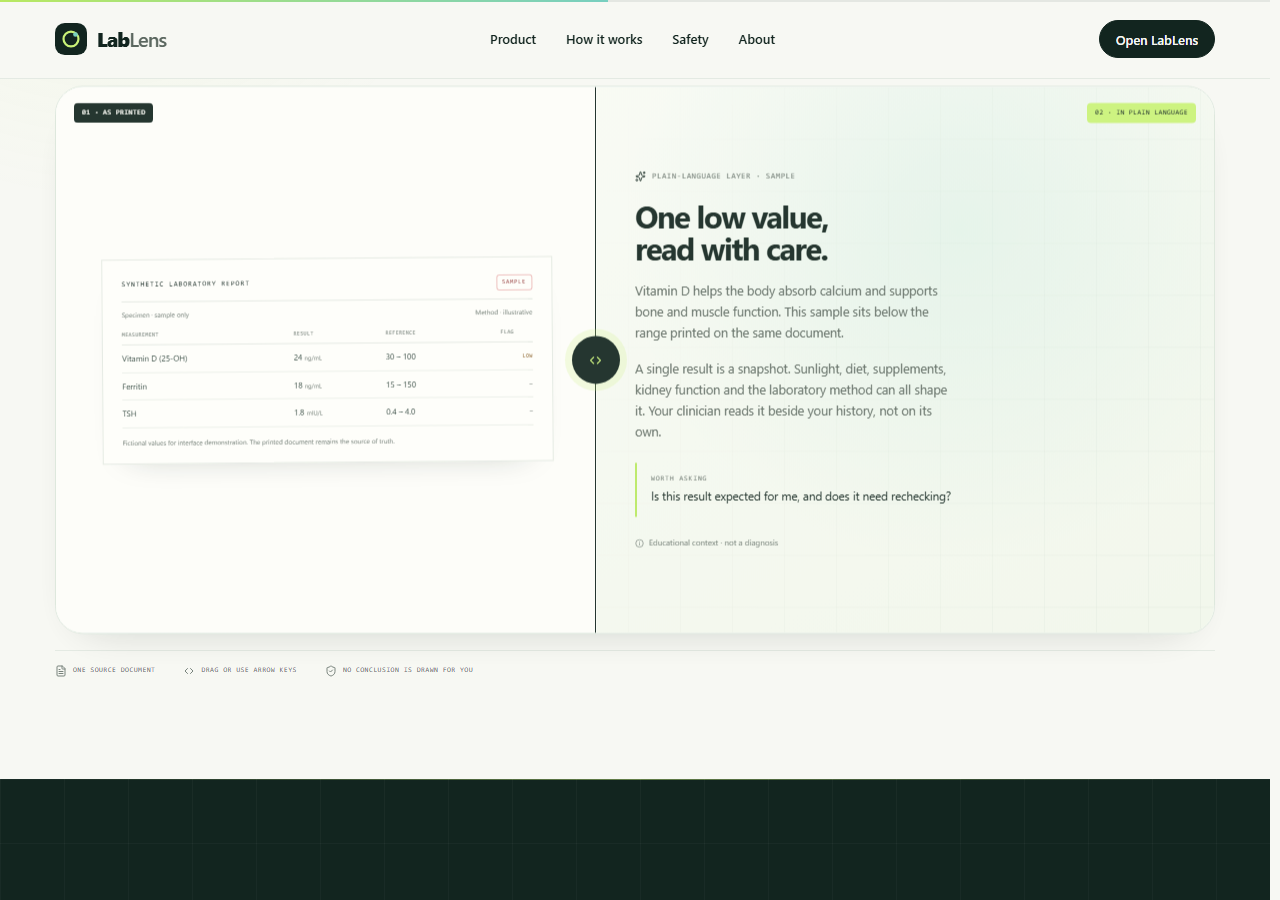 LabLens
Product
How it works
Safety
About
Open LabLens
01 · AS PRINTED
SYNTHETIC LABORATORY REPORT
SAMPLE
Specimen · sample only
Method · illustrative
MEASUREMENT RESULT REFERENCE FLAG
Vitamin D (25-OH) 24 ng/mL 30 – 100 LOW
Ferritin 18 ng/mL 15 – 150 –
TSH 1.8 mIU/L 0.4 – 4.0 –
Fictional values for interface demonstration. The printed document remains the source of truth.
02 · IN PLAIN LANGUAGE
PLAIN-LANGUAGE LAYER · SAMPLE
One low value,
read with care.
Vitamin D helps the body absorb calcium and supports
bone and muscle function. This sample sits below the
range printed on the same document.
A single result is a snapshot. Sunlight, diet, supplements,
kidney function and the laboratory method can all shape
it. Your clinician reads it beside your history, not on its
own.
WORTH ASKING
Is this result expected for me, and does it need rechecking?
Educational context · not a diagnosis
ONE SOURCE DOCUMENT
DRAG OR USE ARROW KEYS
NO CONCLUSION IS DRAWN FOR YOU